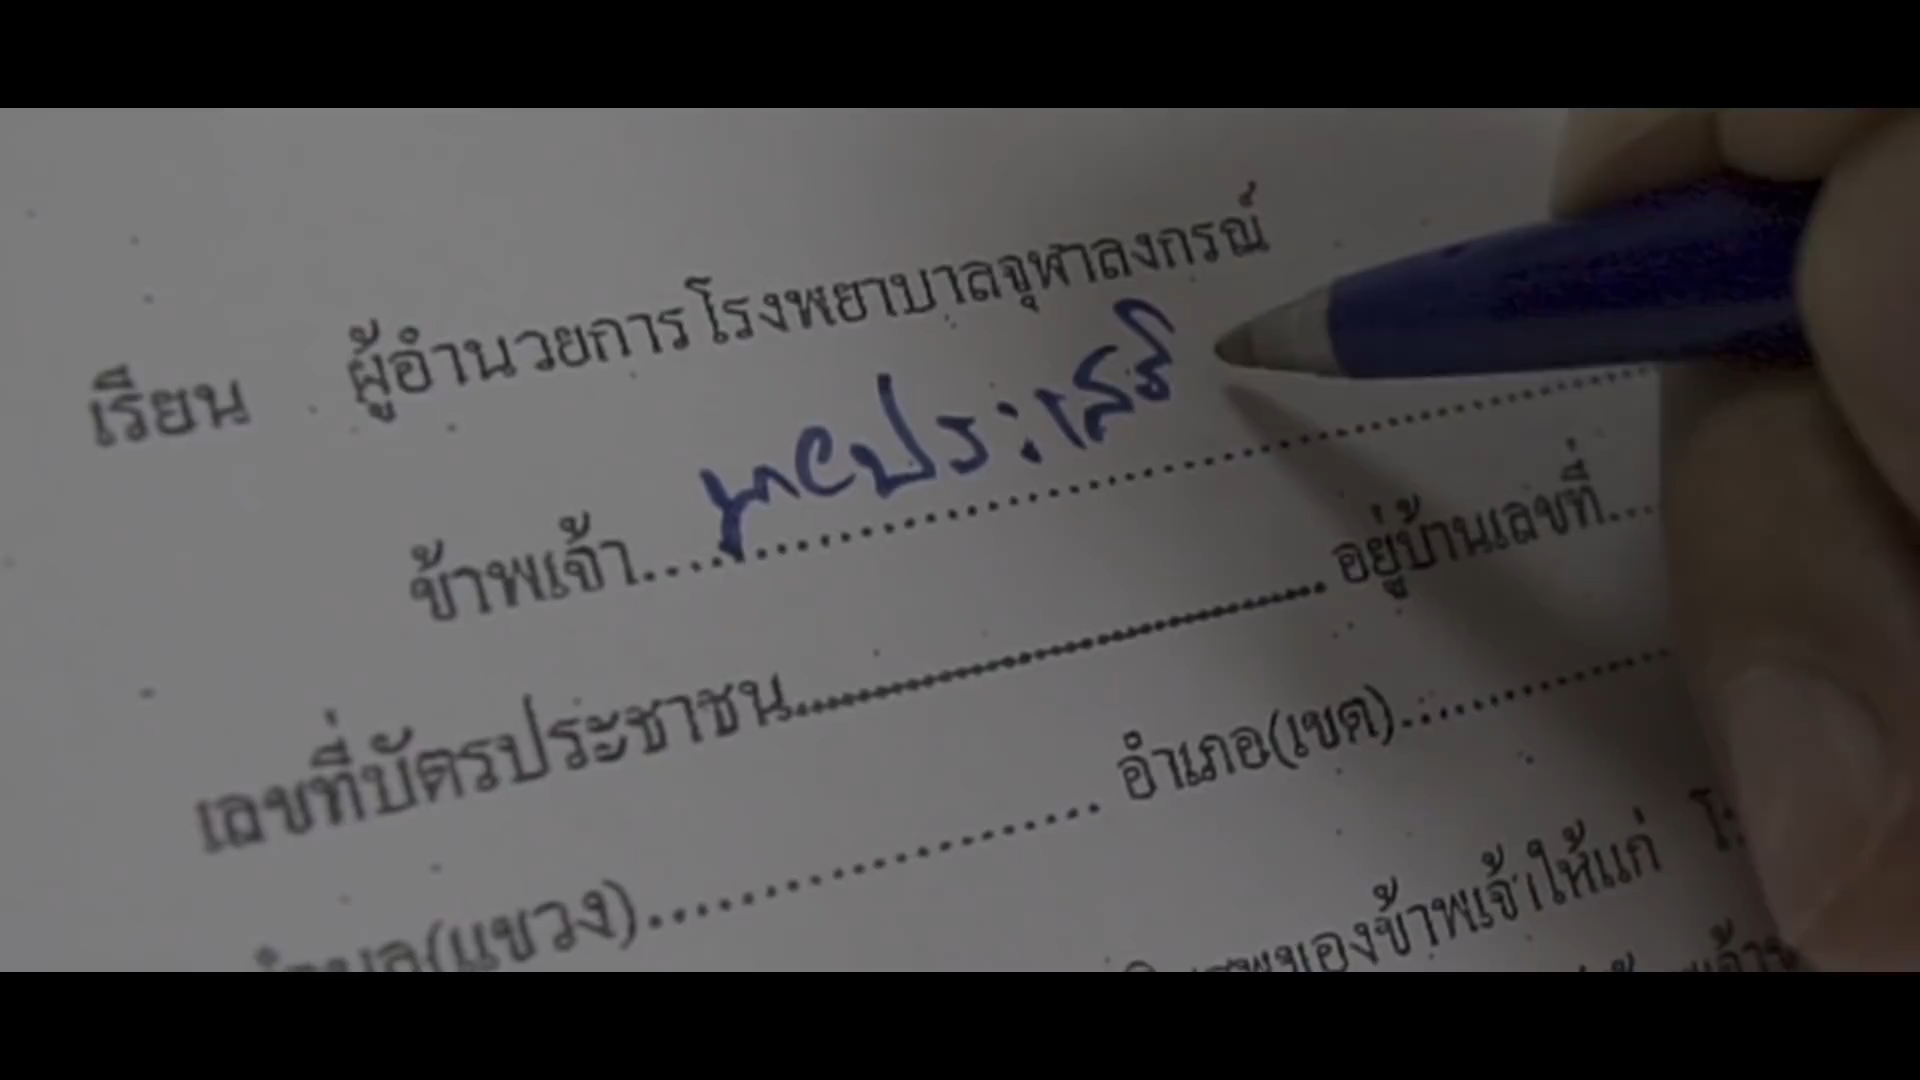 เรียน ผู้อำนวยการโรงพยาบาลจุฬาลงกรณ์
ข้าพเจ้า.......ประเสริ.......
เลขที่บัตรประชาชน.......อยู่บ้านเลขที่...
(แขวง).......อำเภอ(เขต).......
ของข้าพเจ้าให้แก่